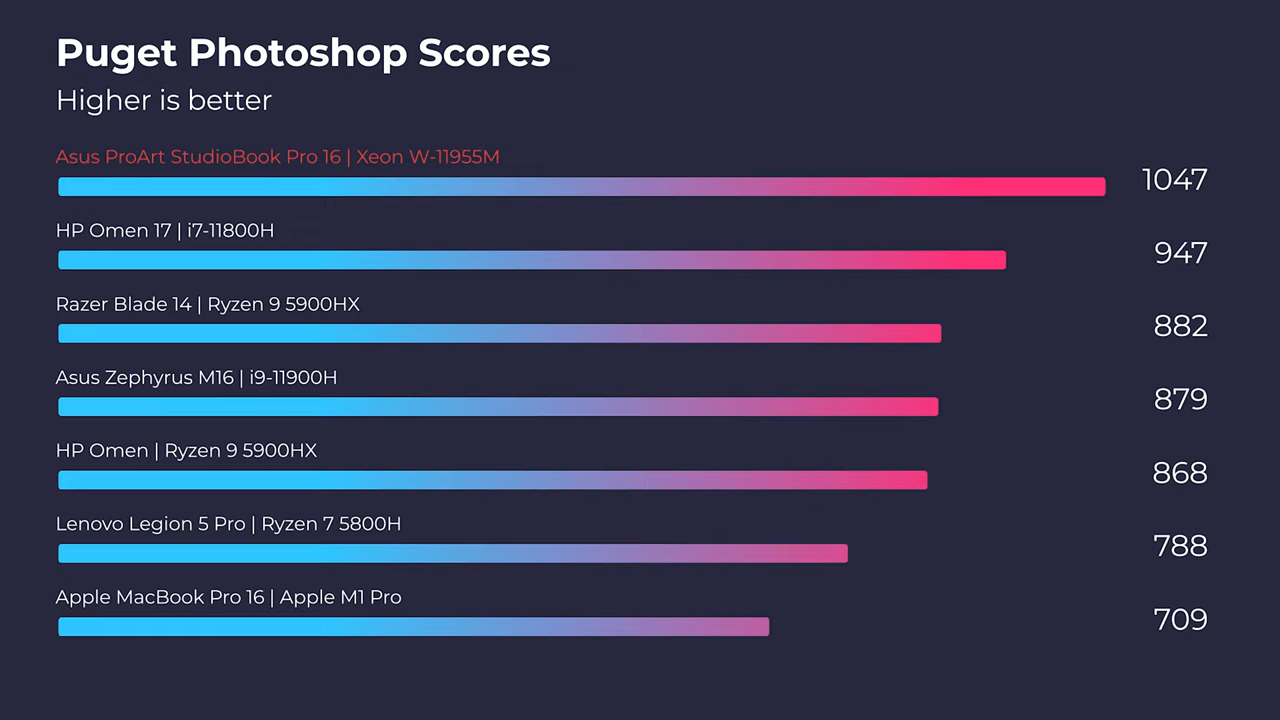 Puget Photoshop Scores
Higher is better
Asus ProArt StudioBook Pro 16 | Xeon W-11955M
1047
HP Omen 17 | i7-11800H
947
Razer Blade 14 | Ryzen 9 5900HX
882
Asus Zephyrus M16 | i9-11900H
879
HP Omen | Ryzen 9 5900HX
868
Lenovo Legion 5 Pro | Ryzen 7 5800H
788
Apple MacBook Pro 16 | Apple M1 Pro
709